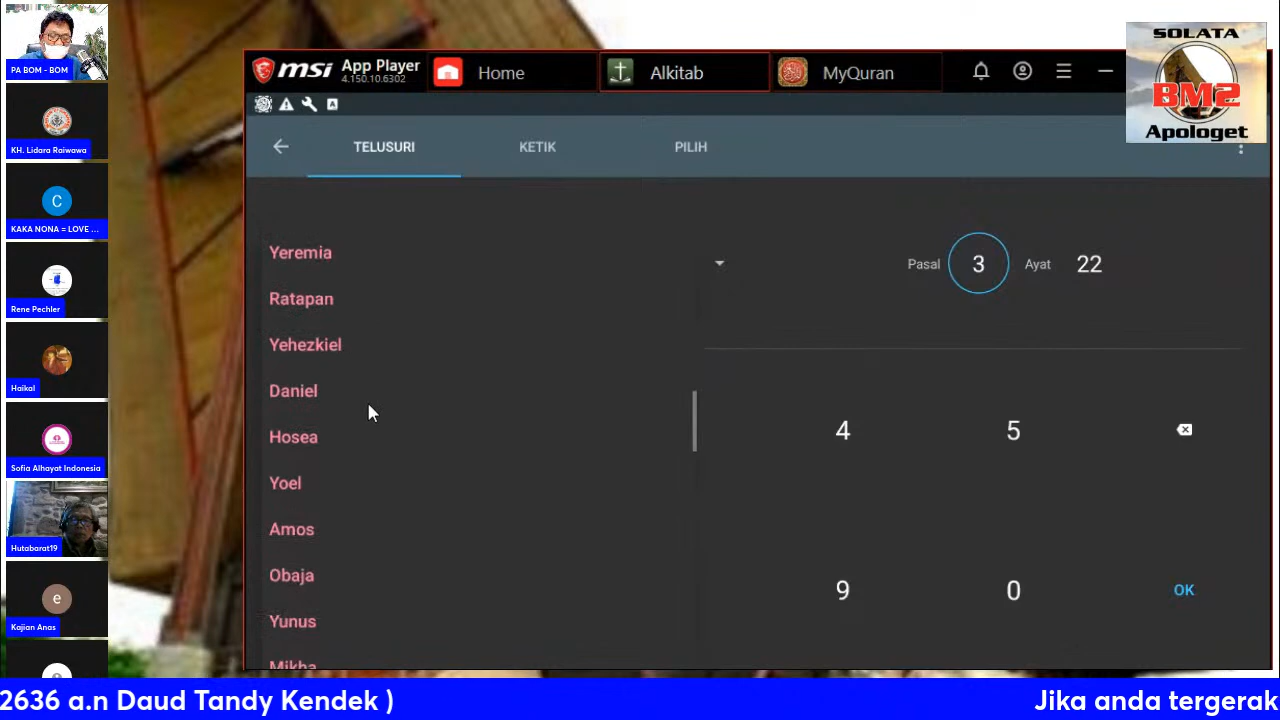 PA BOM - BOM
KH. Lidara Raiwawa
C
KAKA NONA = LOVE ...
Rene Pechler
Haikal
Sofia Alhayat Indonesia
Hutabarat19
e
Kajian Anas
msi App Player
4.150.10.6302
Home
Alkitab
MyQuran
SOLATA
BM2
Apologet
A
TELUSURI
KETIK
PILIH
Yeremia
Ratapan
Yehezkiel
Daniel
Hosea
Yoel
Amos
Obaja
Yunus
Mikha
Pasal 3 Ayat 22
4 5
9 0 OK
2636 a.n Daud Tandy Kendek )
Jika anda tergerak